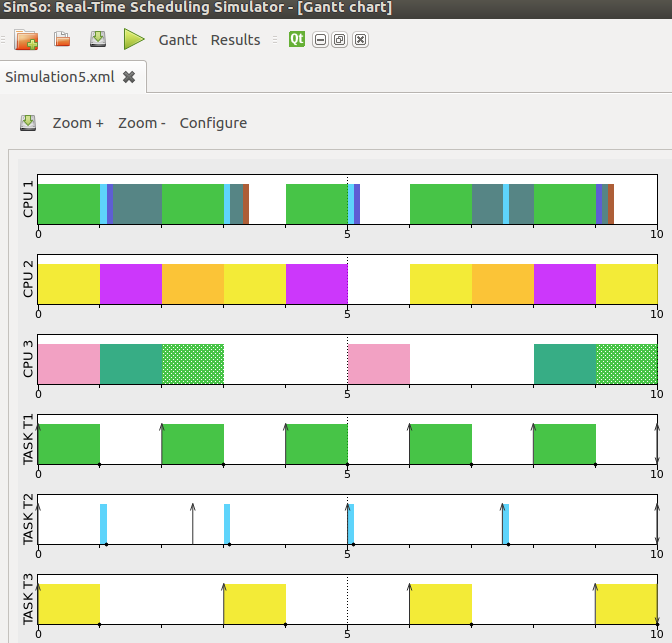 SimSo: Real-Time Scheduling Simulator - [Gantt chart]
Gantt Results Qt
Simulation5.xml
Zoom + Zoom - Configure
CPU 1
0 5 10
CPU 2
0 5 10
CPU 3
0 5 10
TASK T1
0 5 10
TASK T2
0 5 10
TASK T3
0 5 10